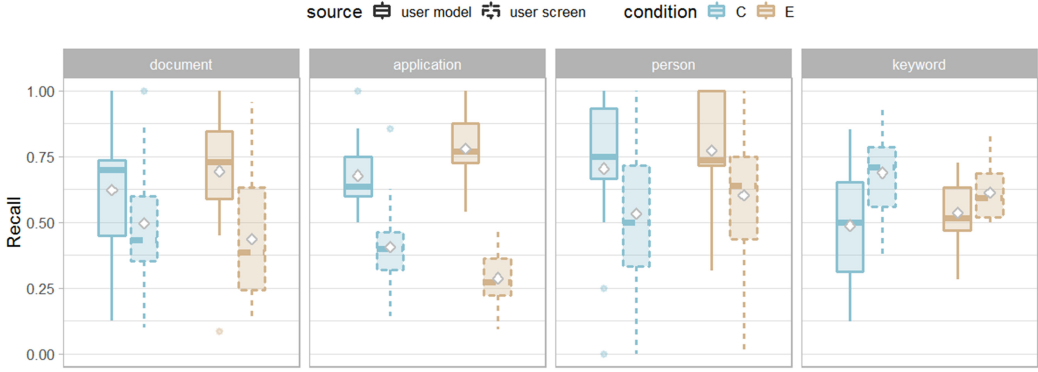 source user model user screen condition C E
document application person keyword
Recall
1.00
0.75
0.50
0.25
0.00